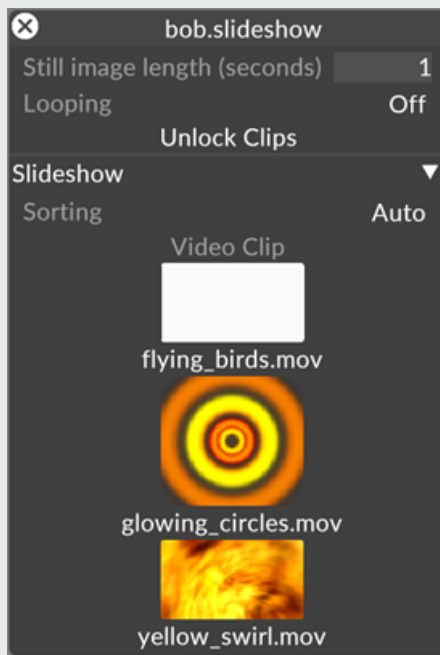 bob.slideshow
Still image length (seconds) 1
Looping Off
Unlock Clips
Slideshow
Sorting Auto
Video Clip
flying_birds.mov
glowing_circles.mov
yellow_swirl.mov